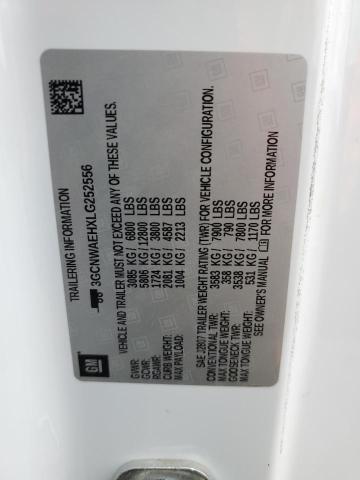 TRAILERING INFORMATION
3GCNWAEHXLG252556
VEHICLE AND TRAILER MUST NOT EXCEED ANY OF THESE VALUES.
GVWR: 3085 KG/ 6800 LBS
GCWR: 5806 KG/ 12800 LBS
RGAWR: 1724 KG/ 3800 LBS
CURB WEIGHT: 2081 KG/ 4587 LBS
MAX PAYLOAD: 1004 KG/ 2213 LBS
SAE J2807 TRAILER WEIGHT RATING (TWR) FOR VEHICLE CONFIGURATION.
CONVENTIONAL TWR: 3583 KG/ 7900 LBS
MAX TONGUE WEIGHT: 358 KG/ 790 LBS
GOOSENECK TWR: 3538 KG/ 7800 LBS
MAX TONGUE WEIGHT: 531 KG/ 1170 LBS
SEE OWNER'S MANUAL FOR MORE INFORMATION
GM